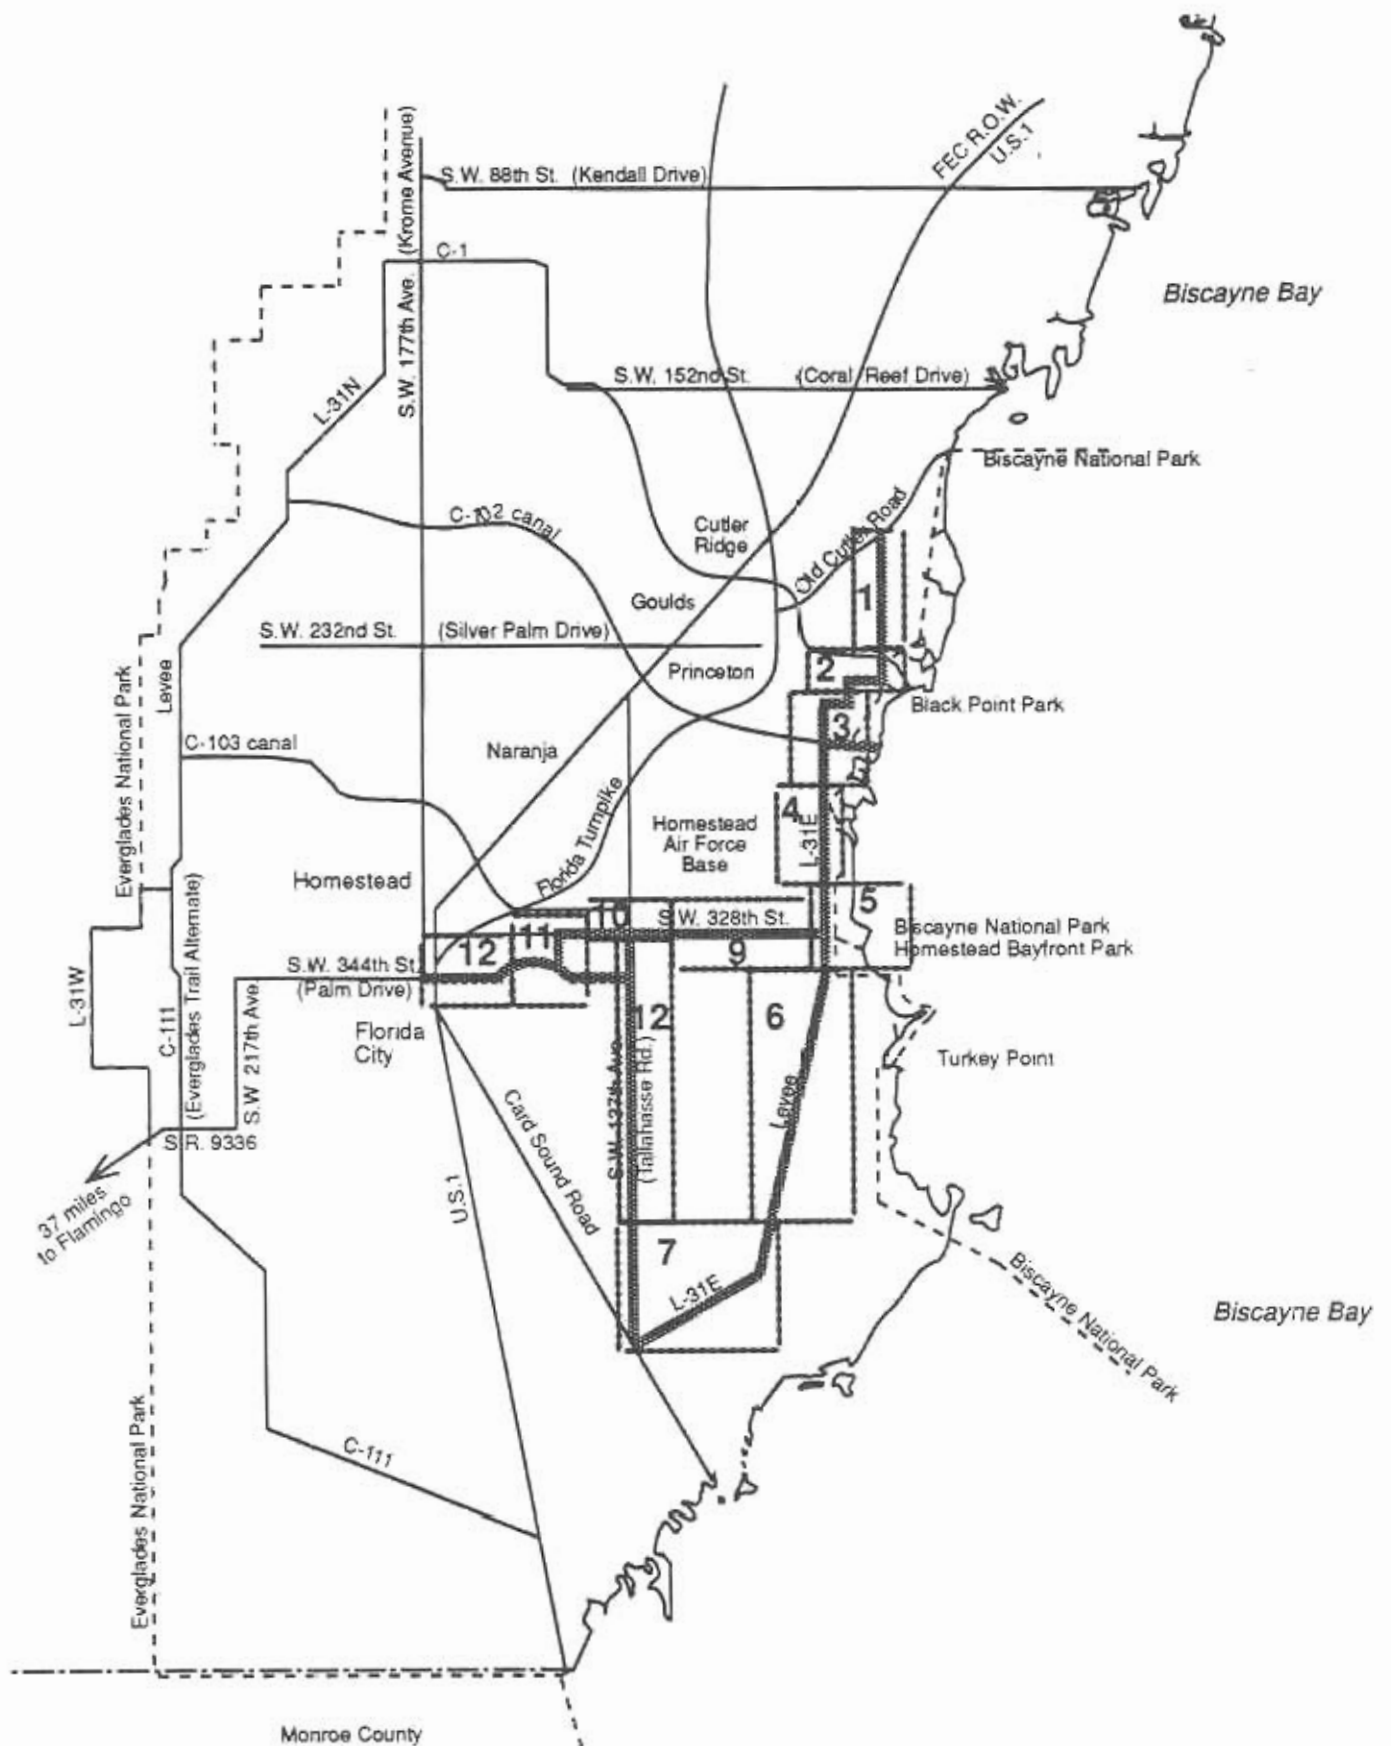 FEC R.O.W.
U.S.1
(Krome Avenue)
S.W. 177th Ave.
S.W. 88th St. (Kendall Drive)
C-1
Biscayne Bay
L-31N
S.W. 152nd St. (Coral Reef Drive)
Biscayne National Park
C-102 canal
Cutler
Ridge
Old Cutler Road
1
Goulds
S.W. 232nd St. (Silver Palm Drive)
Princeton
2
Levee
Everglades National Park
Black Point Park
3
C-103 canal
Naranja
Florida Turnpike
4
L-31E
Homestead
Air Force
Base
Homestead
5
10
S.W. 328th St.
Biscayne National Park
Homestead Bayfront Park
11
12
9
S.W. 344th St.
(Palm Drive)
L-31W
C-111
(Everglades Trail Alternate)
S.W 217th Ave.
Florida
City
12
6
S.W. 137th Ave.
(Tallahasse Rd.)
Levee
Turkey Point
S.R. 9336
37 miles
to Flamingo
U.S.1
Card Sound Road
7
L-31E
Biscayne National Park
Biscayne Bay
Everglades National Park
C-111
Monroe County